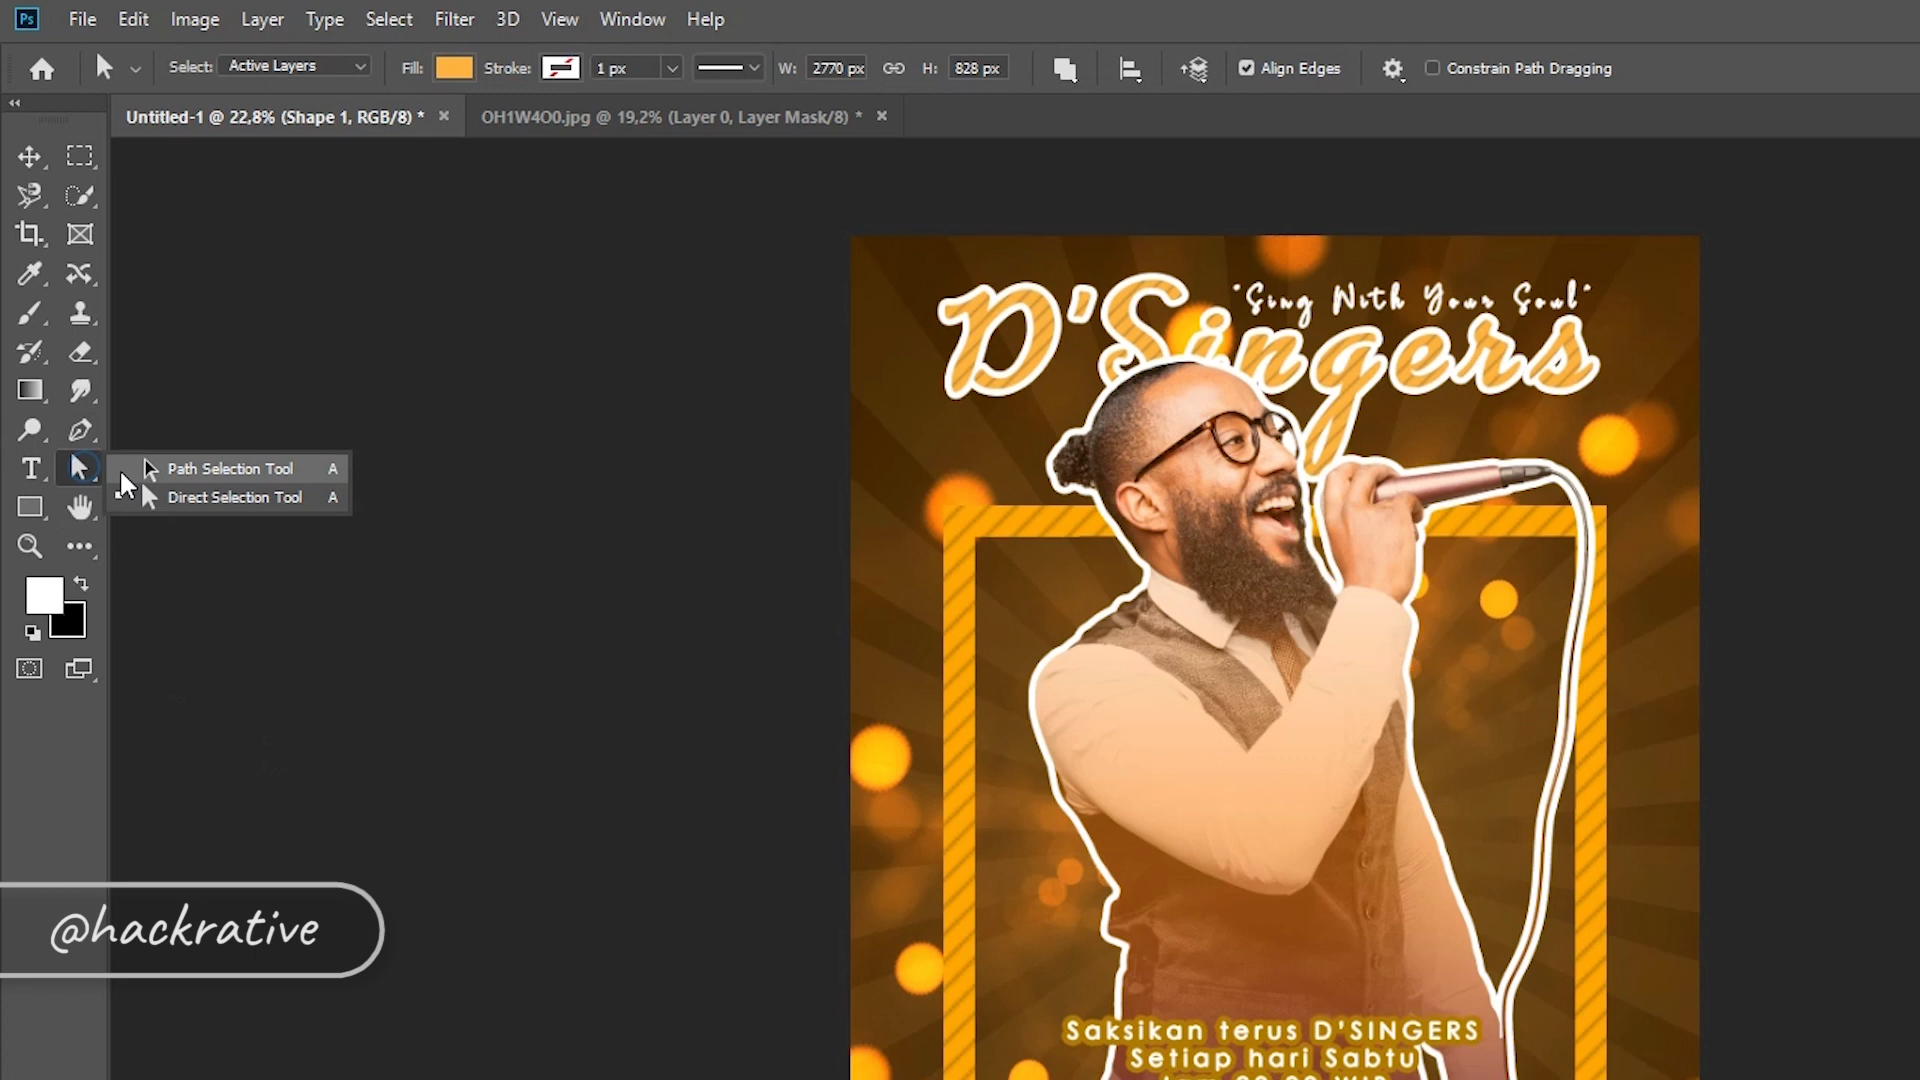 Ps File Edit Image Layer Type Select Filter 3D View Window Help
Select: Active Layers Fill: Stroke: 1 px W: 2770 px H: 828 px Align Edges Constrain Path Dragging
Untitled-1 @ 22,8% (Shape 1, RGB/8) * OH1W4O0.jpg @ 19,2% (Layer 0, Layer Mask/8) *
"Sing With Your Soul"
D'Singers
Path Selection Tool A
Direct Selection Tool A
@hackrative
Saksikan terus D'SINGERS
Setiap hari Sabtu